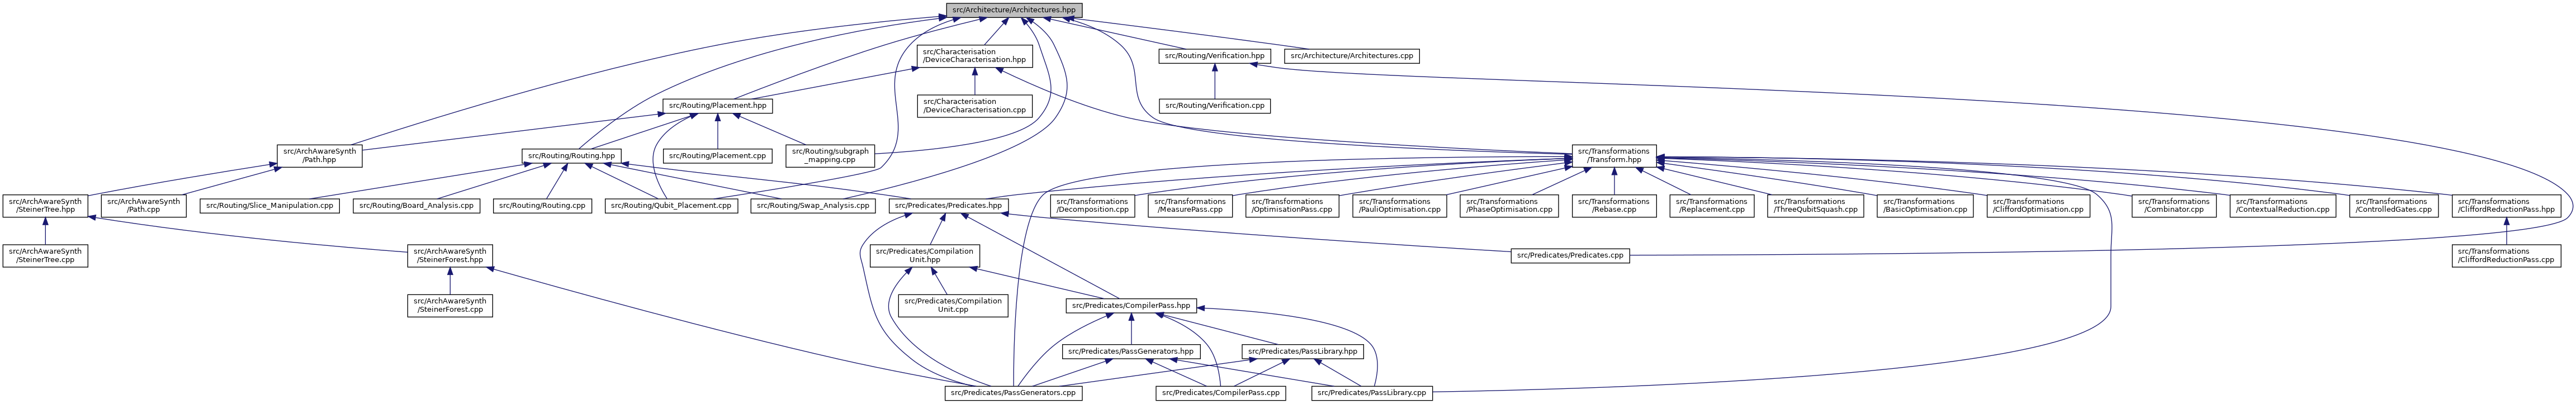 src/Architecture/Architectures.hpp
src/Characterisation
/DeviceCharacterisation.hpp
src/Routing/Verification.hpp
src/Architecture/Architectures.cpp
src/Routing/Placement.hpp
src/Characterisation
/DeviceCharacterisation.cpp
src/Routing/Verification.cpp
src/ArchAwareSynth
/Path.hpp
src/Routing/Routing.hpp
src/Routing/Placement.cpp
src/Routing/subgraph
_mapping.cpp
src/Transformations
/Transform.hpp
src/ArchAwareSynth
/SteinerTree.hpp
src/ArchAwareSynth
/Path.cpp
src/Routing/Slice_Manipulation.cpp
src/Routing/Board_Analysis.cpp
src/Routing/Routing.cpp
src/Routing/Qubit_Placement.cpp
src/Routing/Swap_Analysis.cpp
src/Predicates/Predicates.hpp
src/Transformations
/Decomposition.cpp
src/Transformations
/MeasurePass.cpp
src/Transformations
/OptimisationPass.cpp
src/Transformations
/PauliOptimisation.cpp
src/Transformations
/PhaseOptimisation.cpp
src/Transformations
/Rebase.cpp
src/Transformations
/Replacement.cpp
src/Transformations
/ThreeQubitSquash.cpp
src/Transformations
/BasicOptimisation.cpp
src/Transformations
/CliffordOptimisation.cpp
src/Transformations
/Combinator.cpp
src/Transformations
/ContextualReduction.cpp
src/Transformations
/ControlledGates.cpp
src/Transformations
/CliffordReductionPass.hpp
src/ArchAwareSynth
/SteinerTree.cpp
src/ArchAwareSynth
/SteinerForest.hpp
src/Predicates/Compilation
Unit.hpp
src/Predicates/Predicates.cpp
src/Transformations
/CliffordReductionPass.cpp
src/ArchAwareSynth
/SteinerForest.cpp
src/Predicates/Compilation
Unit.cpp
src/Predicates/CompilerPass.hpp
src/Predicates/PassGenerators.hpp
src/Predicates/PassLibrary.hpp
src/Predicates/PassGenerators.cpp
src/Predicates/CompilerPass.cpp
src/Predicates/PassLibrary.cpp